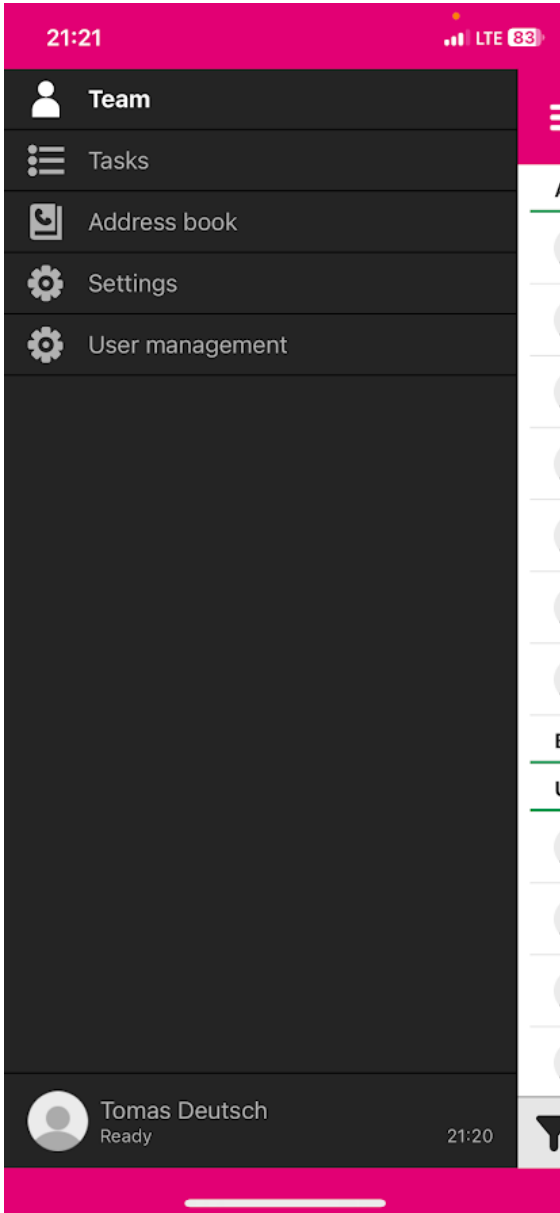 21:21
LTE 83
Team
Tasks
Address book
Settings
User management
Tomas Deutsch
Ready
21:20